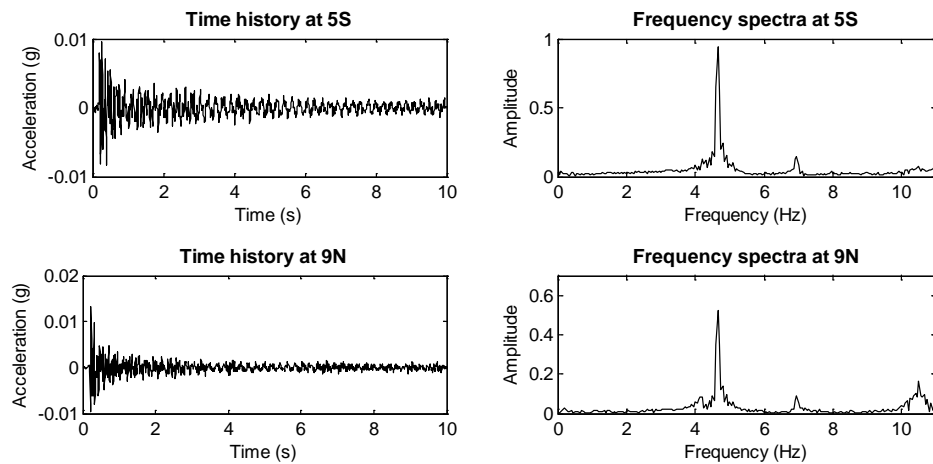 Time history at 5S
Frequency spectra at 5S
0.01
0
-0.01
Acceleration (g)
0 2 4 6 8 10
Time (s)
1
0.5
0
Amplitude
0 2 4 6 8 10
Frequency (Hz)
Time history at 9N
Frequency spectra at 9N
0.02
0.01
0
-0.01
Acceleration (g)
0 2 4 6 8 10
Time (s)
0.6
0.4
0.2
0
Amplitude
0 2 4 6 8 10
Frequency (Hz)